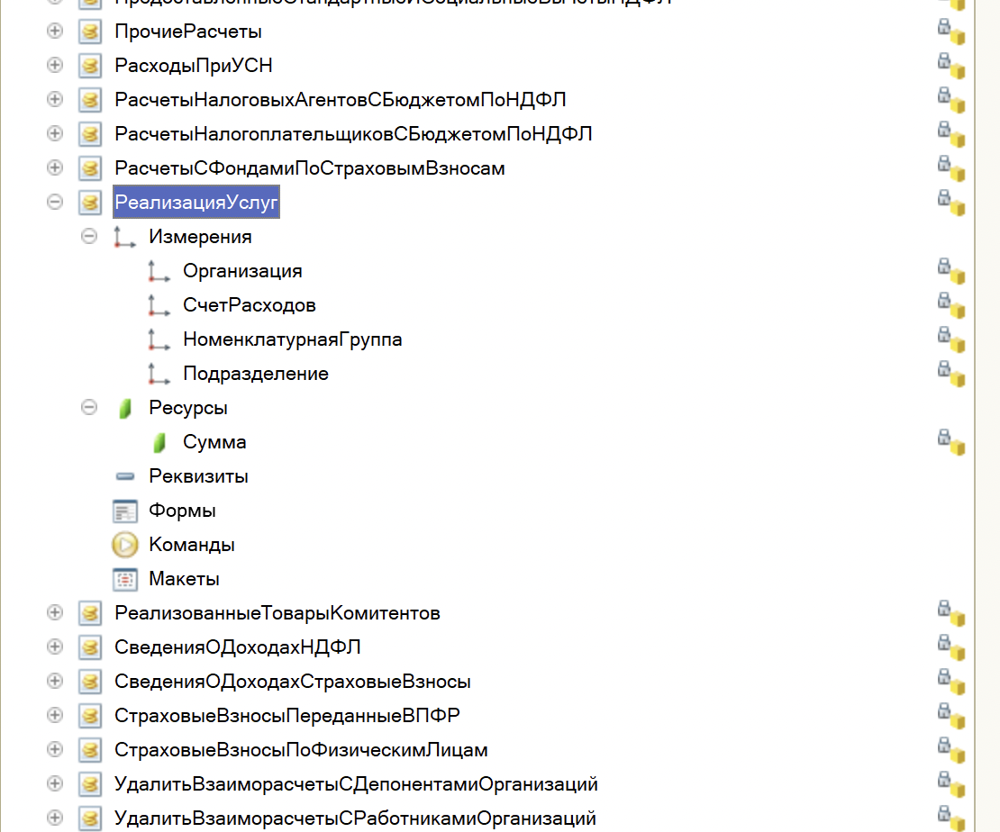 ПредоставленныеСтандартныеИСоциальныеВычетыНДФЛ
ПрочиеРасчеты
РасходыПриУСН
РасчетыНалоговыхАгентовСБюджетомПоНДФЛ
РасчетыНалогоплательщиковСБюджетомПоНДФЛ
РасчетыСФондамиПоСтраховымВзносам
РеализацияУслуг
Измерения
Организация
СчетРасходов
НоменклатурнаяГруппа
Подразделение
Ресурсы
Сумма
Реквизиты
Формы
Команды
Макеты
РеализованныеТоварыКомитентов
СведенияОДоходахНДФЛ
СведенияОДоходахСтраховыеВзносы
СтраховыеВзносыПереданныеВПФР
СтраховыеВзносыПоФизическимЛицам
УдалитьВзаиморасчетыСДепонентамиОрганизаций
УдалитьВзаиморасчетыСРаботникамиОрганизаций